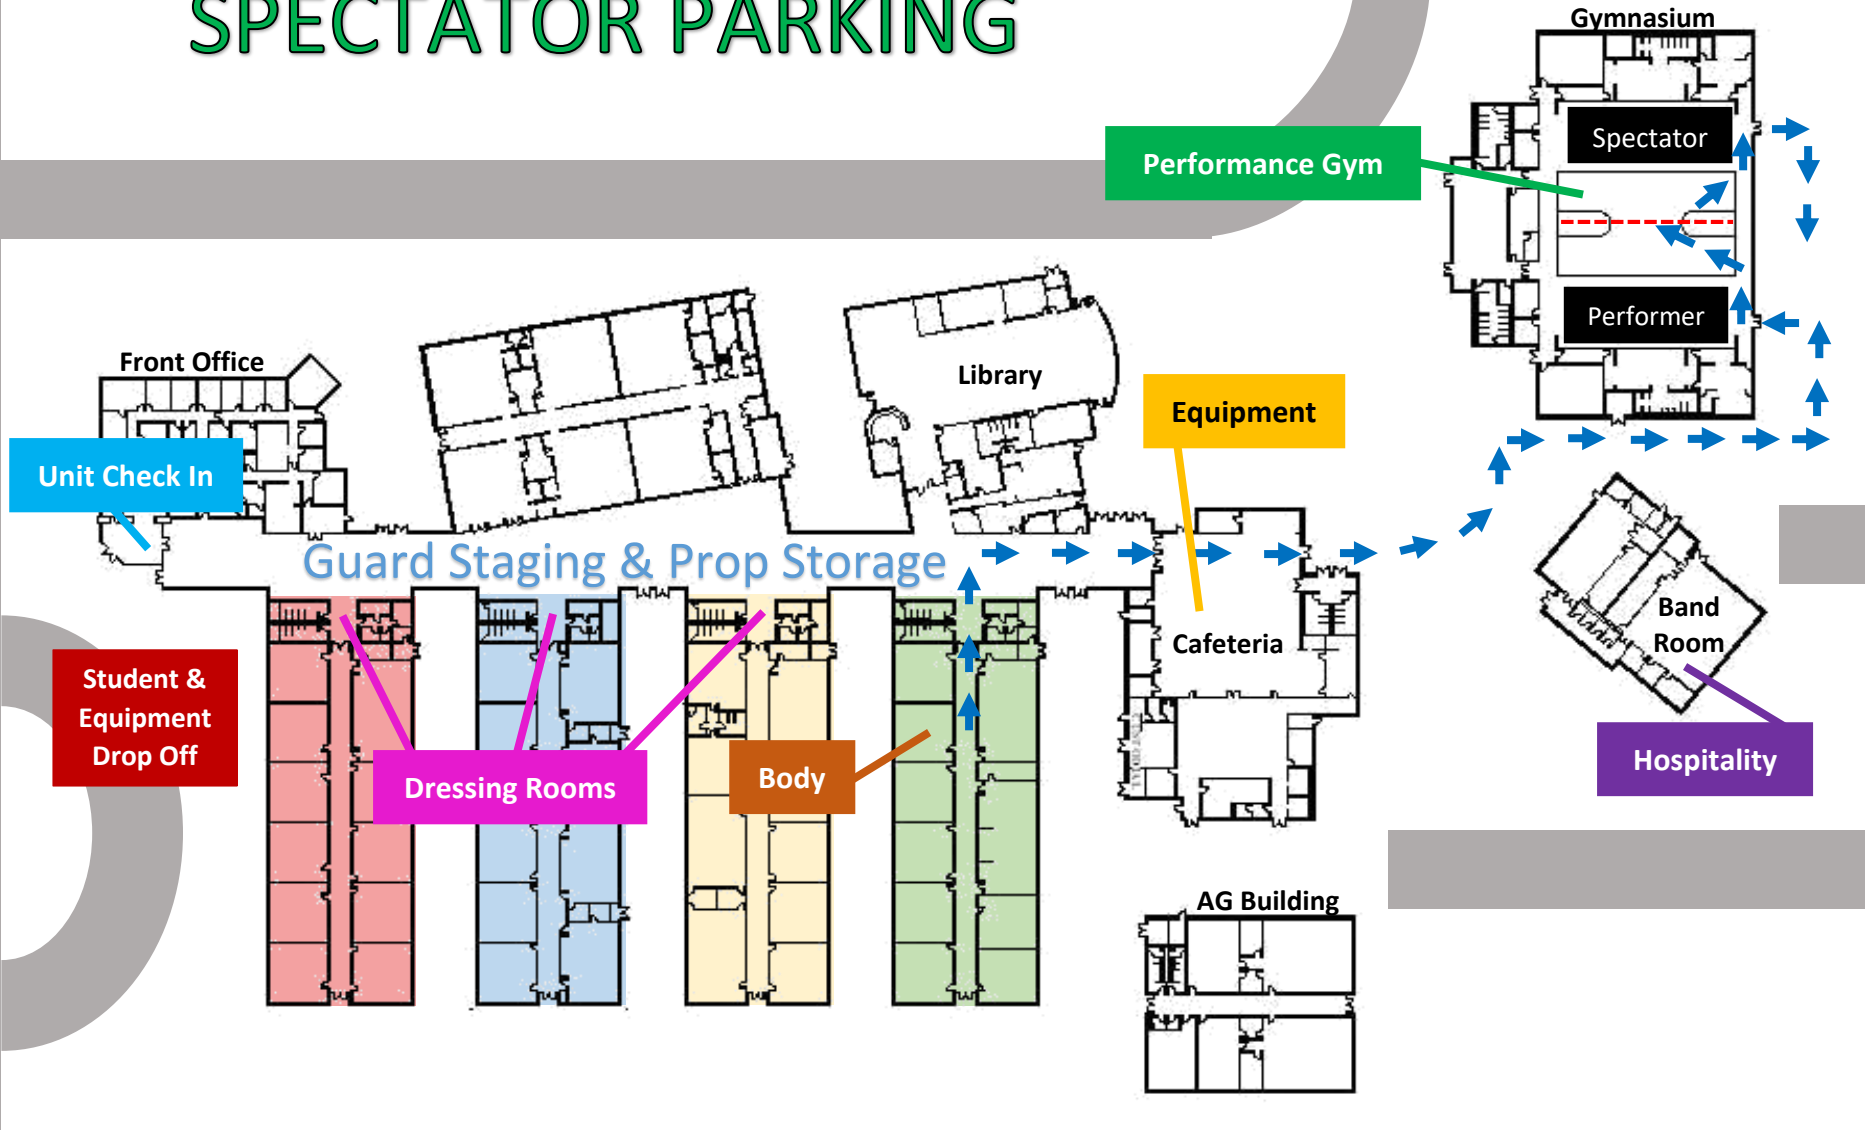 SPECTATOR PARKING
Gymnasium
Spectator
Performance Gym
Performer
Front Office
Library
Equipment
Unit Check In
Guard Staging & Prop Storage
Cafeteria
Band
Room
Student &
Equipment
Drop Off
Dressing Rooms
Body
Hospitality
AG Building